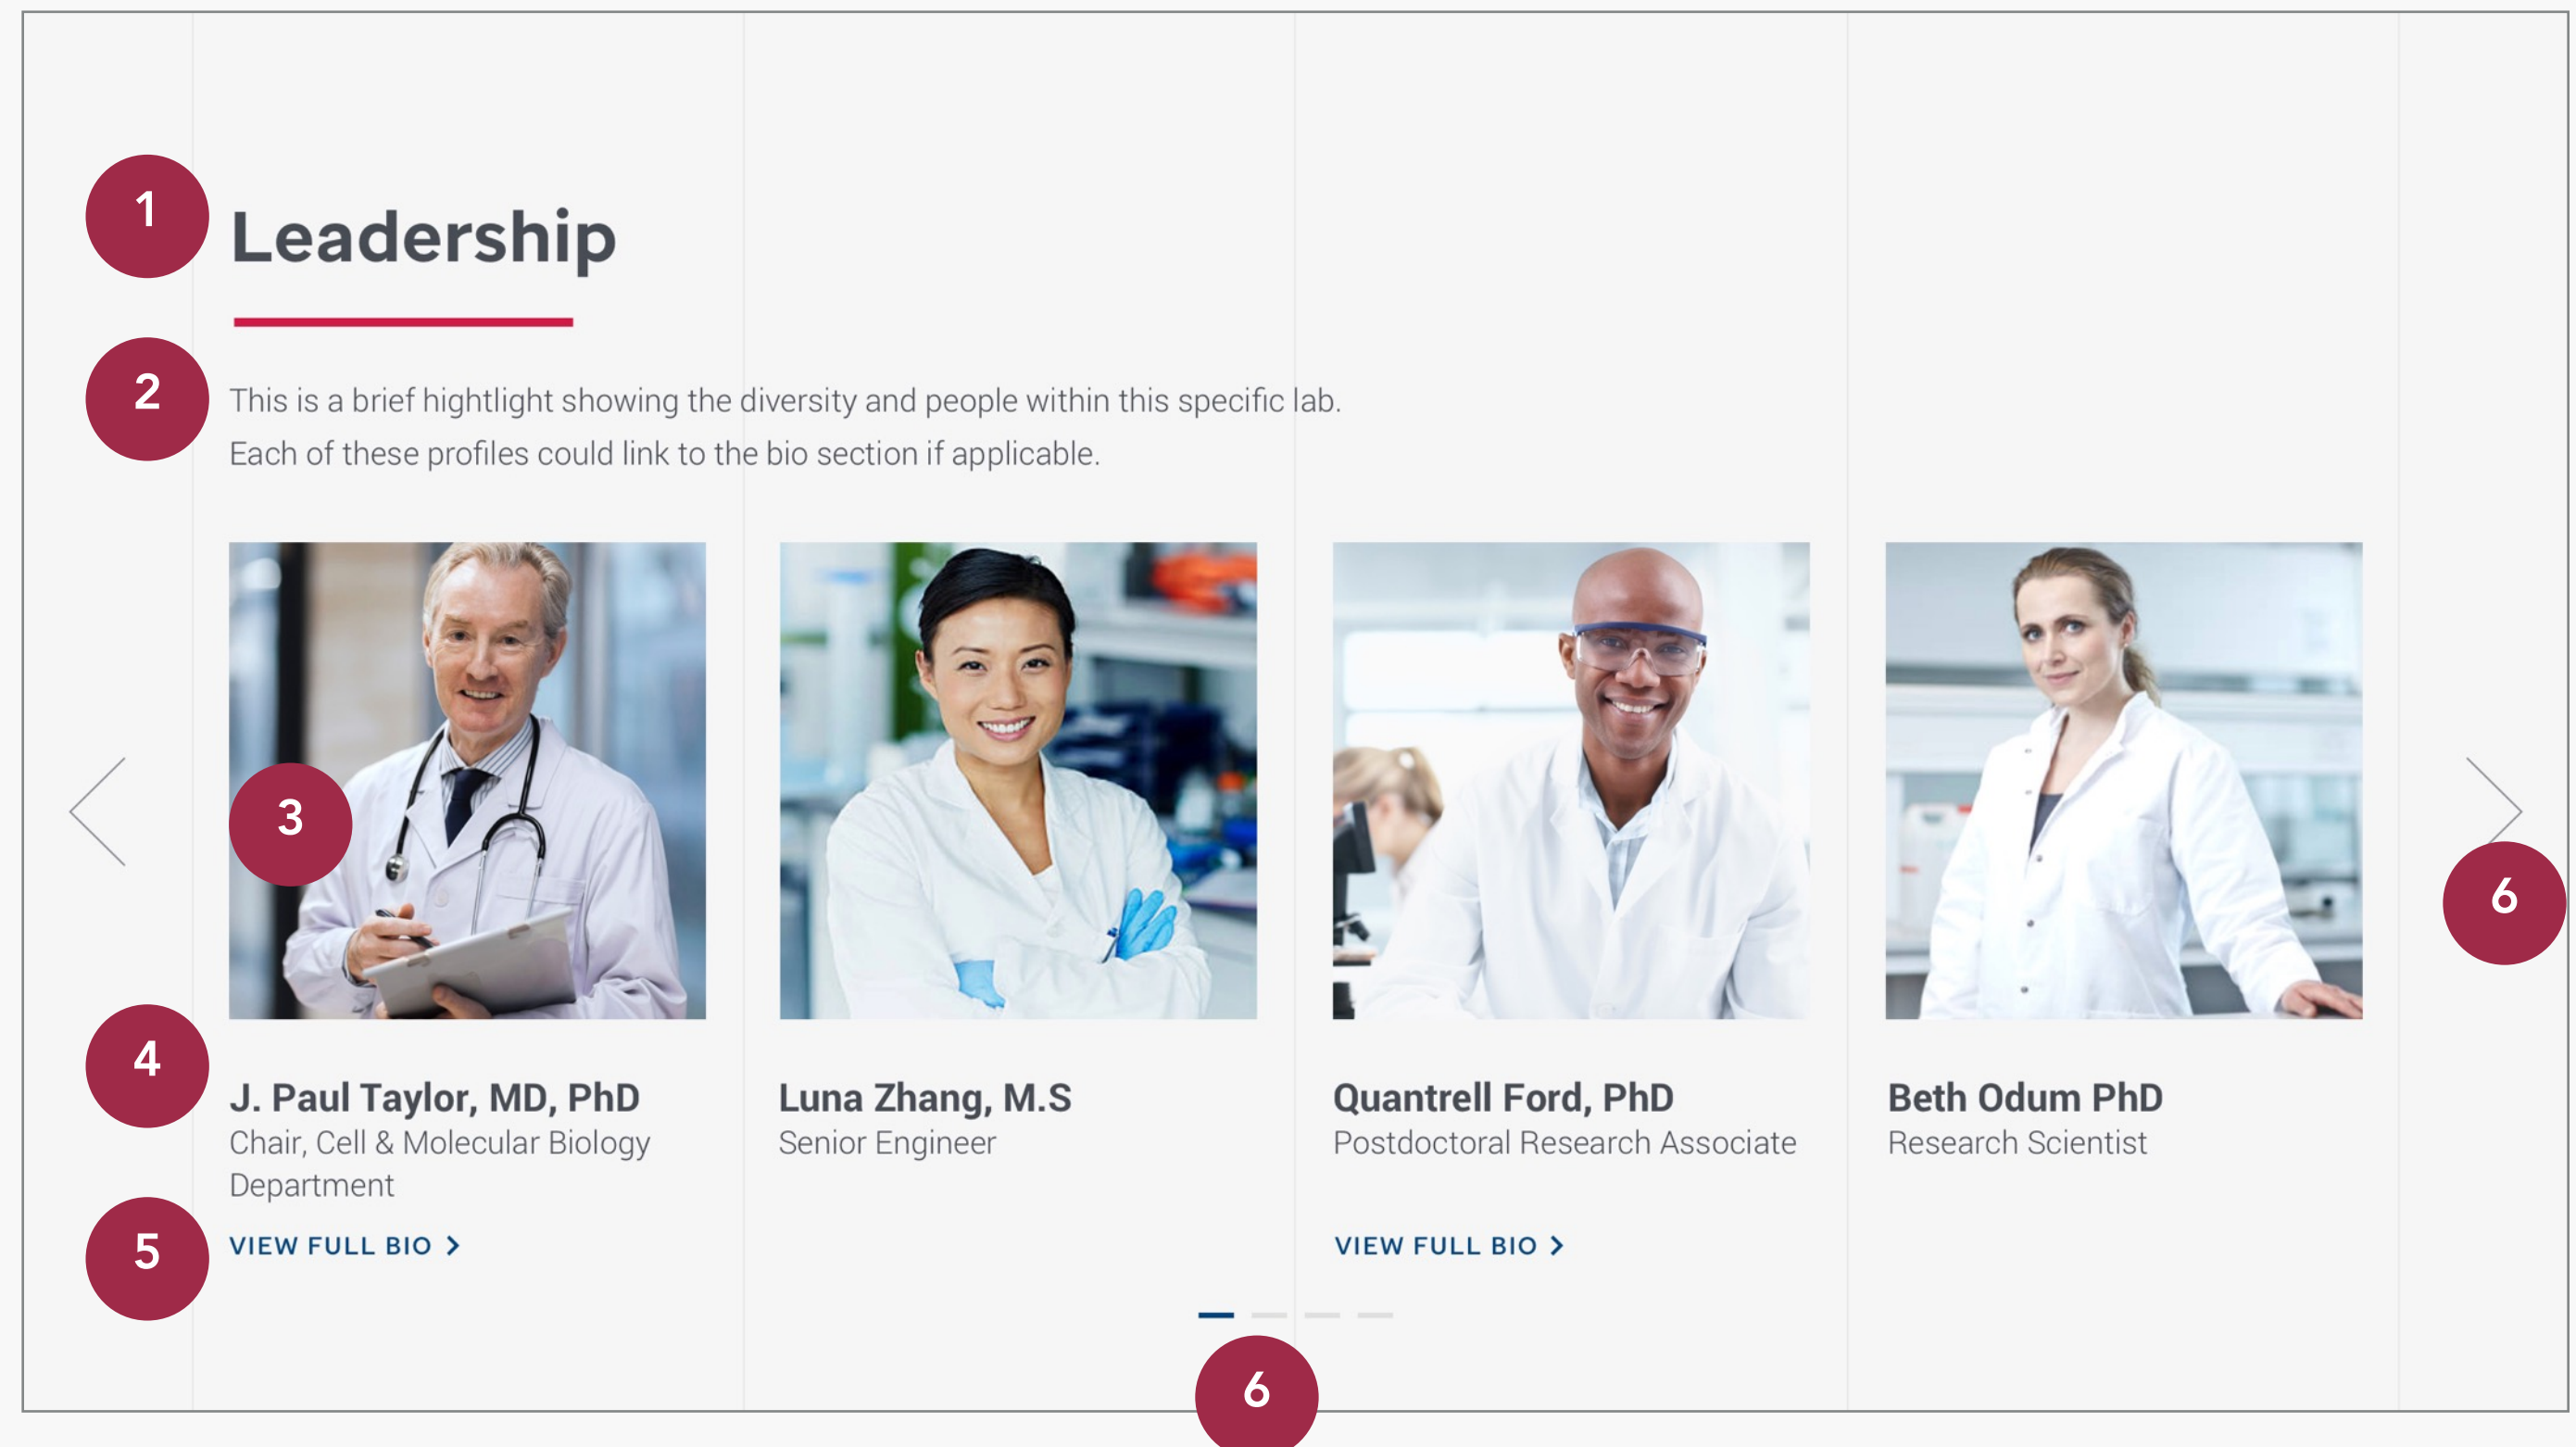 1
Leadership
2
This is a brief hightlight showing the diversity and people within this specific lab.
Each of these profiles could link to the bio section if applicable.
3
6
4
J. Paul Taylor, MD, PhD
Chair, Cell & Molecular Biology
Department
Luna Zhang, M.S
Senior Engineer
Quantrell Ford, PhD
Postdoctoral Research Associate
Beth Odum PhD
Research Scientist
5
VIEW FULL BIO >
VIEW FULL BIO >
6